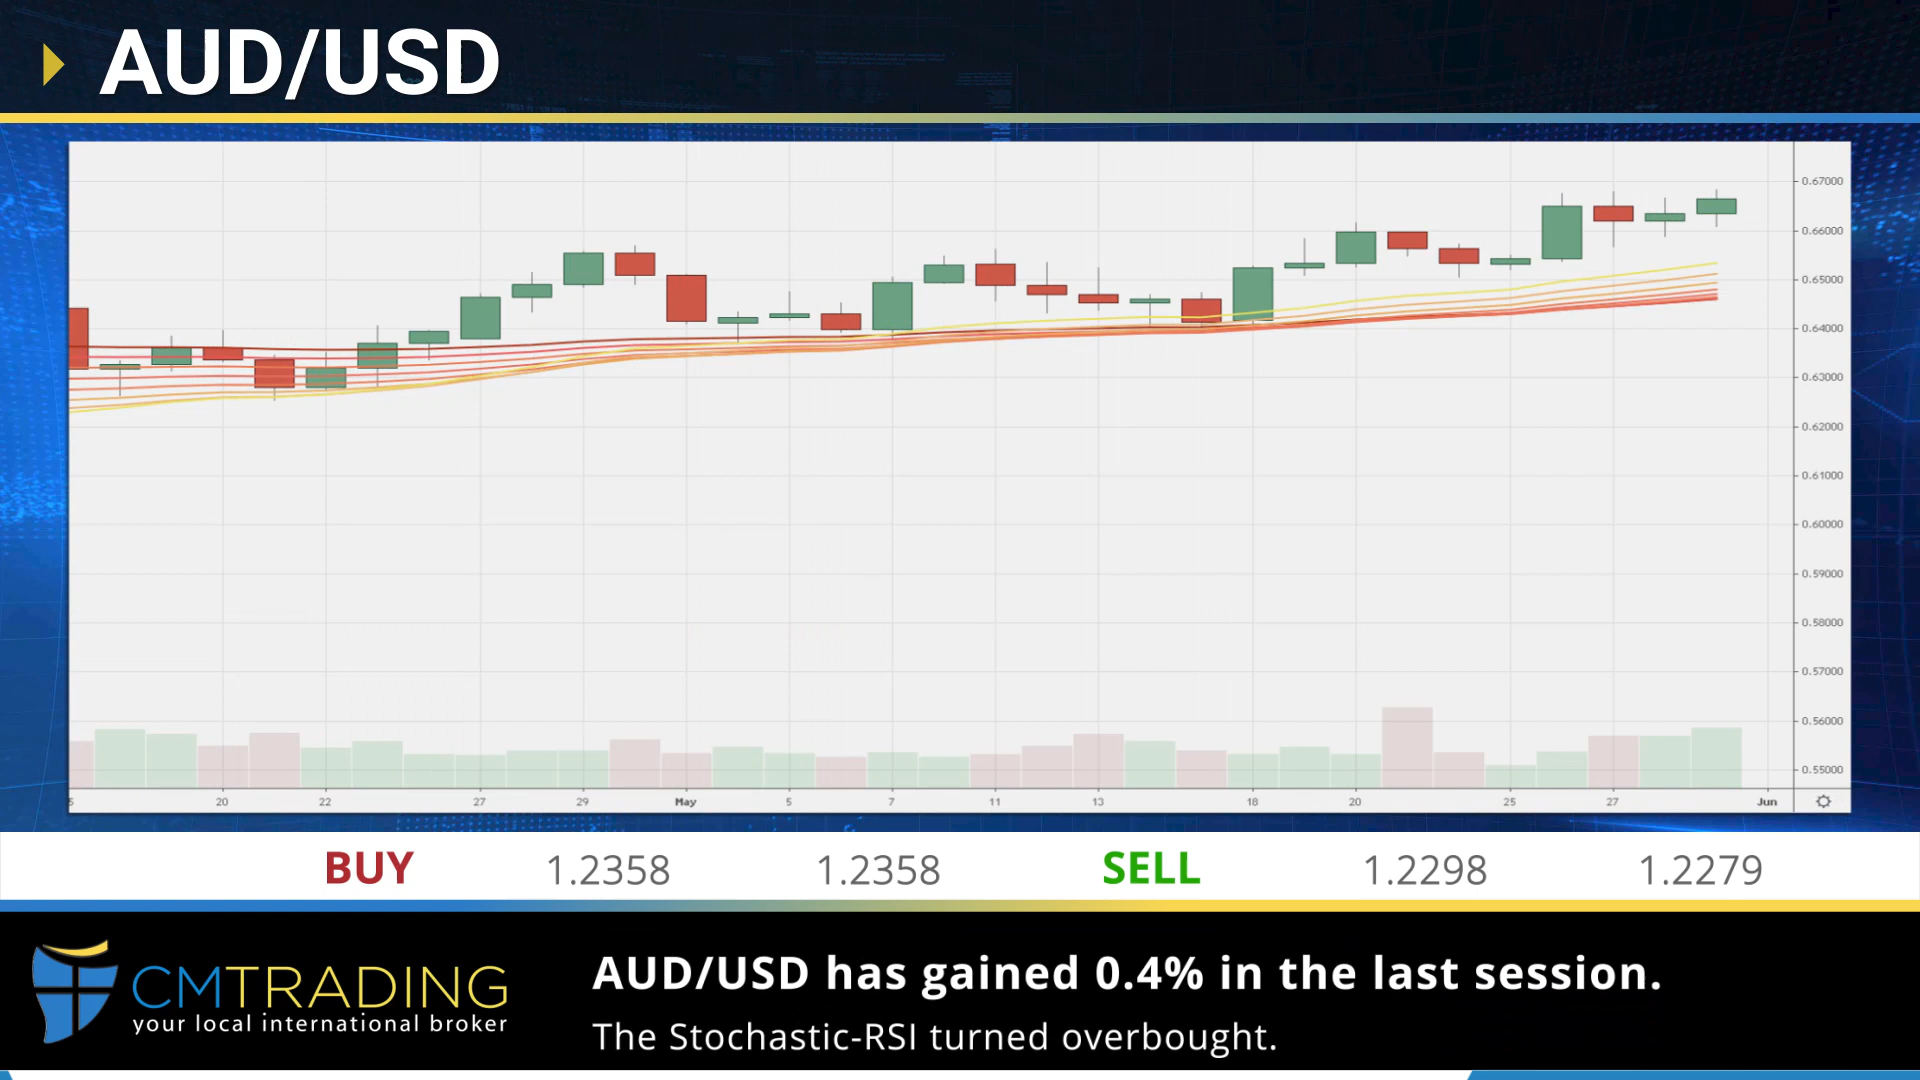 AUD/USD
0.67000
0.66000
0.65000
0.64000
0.63000
0.62000
0.61000
0.60000
0.59000
0.58000
0.57000
0.56000
0.55000
5 20 22 27 29 May 5 7 11 13 18 20 25 27 Jun
BUY 1.2358 1.2358 SELL 1.2298 1.2279
CMTRADING
your local international broker
AUD/USD has gained 0.4% in the last session.
The Stochastic-RSI turned overbought.